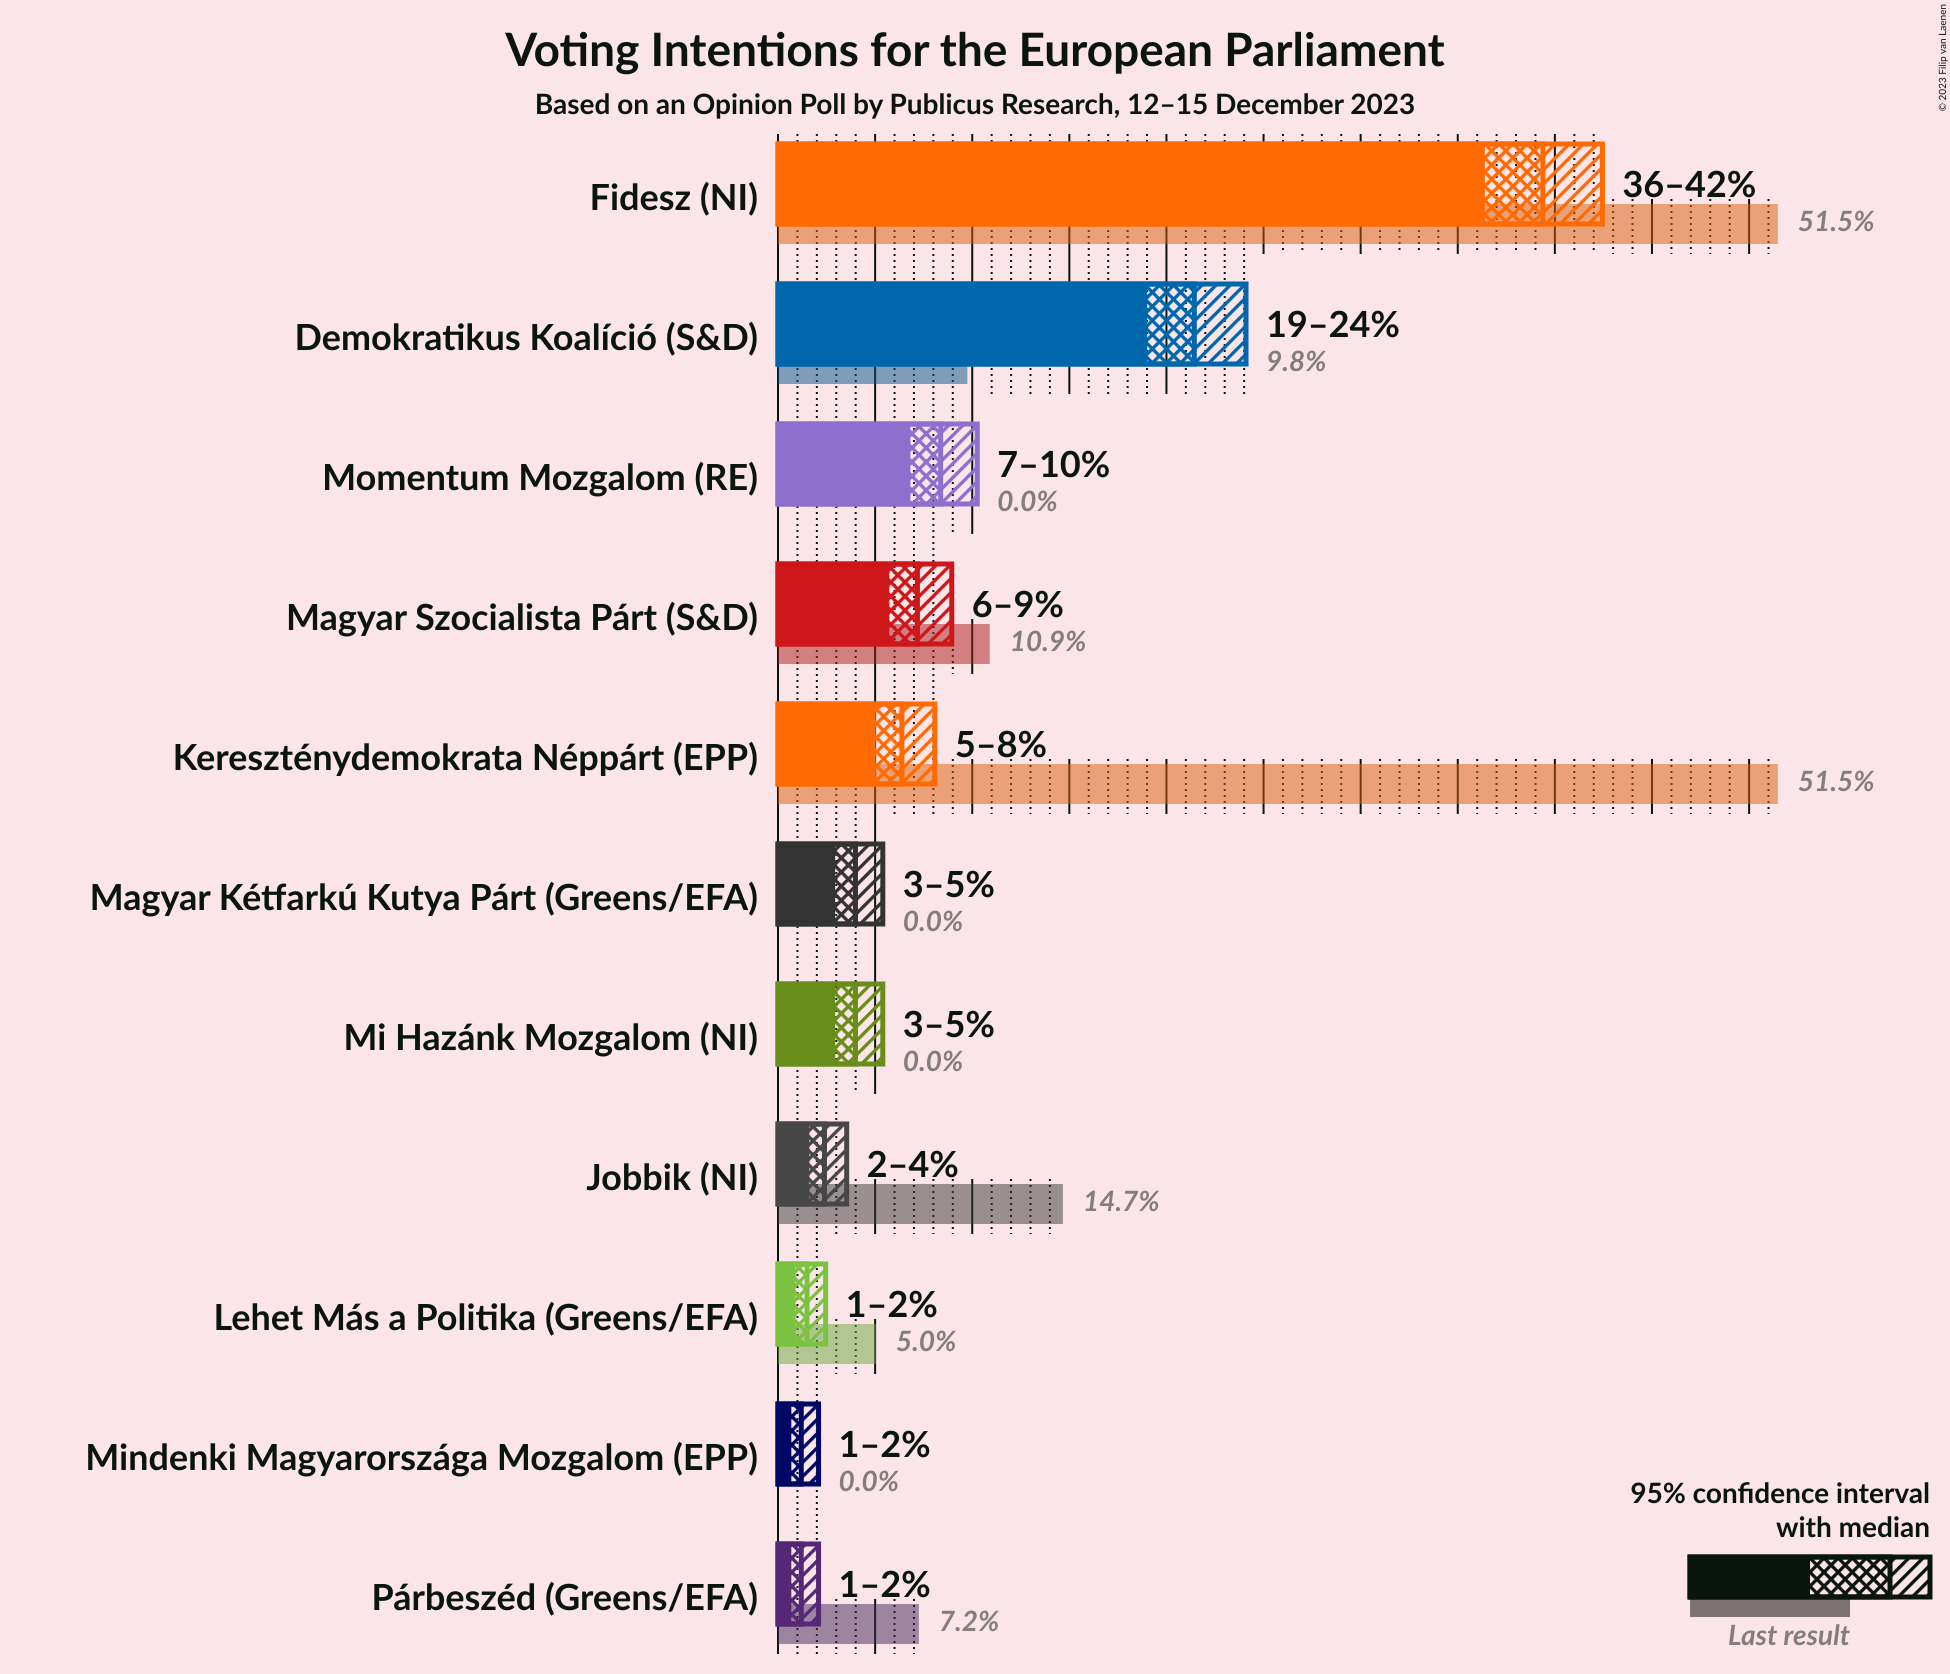 Voting Intentions for the European Parliament
Based on an Opinion Poll by Publicus Research, 12–15 December 2023
© 2023 Filip van Laenen
Fidesz (NI)
36–42%
51.5%
Demokratikus Koalíció (S&D)
19–24%
9.8%
Momentum Mozgalom (RE)
7–10%
0.0%
Magyar Szocialista Párt (S&D)
6–9%
10.9%
Kereszténydemokrata Néppárt (EPP)
5–8%
51.5%
Magyar Kétfarkú Kutya Párt (Greens/EFA)
3–5%
0.0%
Mi Hazánk Mozgalom (NI)
3–5%
0.0%
Jobbik (NI)
2–4%
14.7%
Lehet Más a Politika (Greens/EFA)
1–2%
5.0%
Mindenki Magyarországa Mozgalom (EPP)
1–2%
0.0%
Párbeszéd (Greens/EFA)
1–2%
7.2%
95% confidence interval
with median
Last result